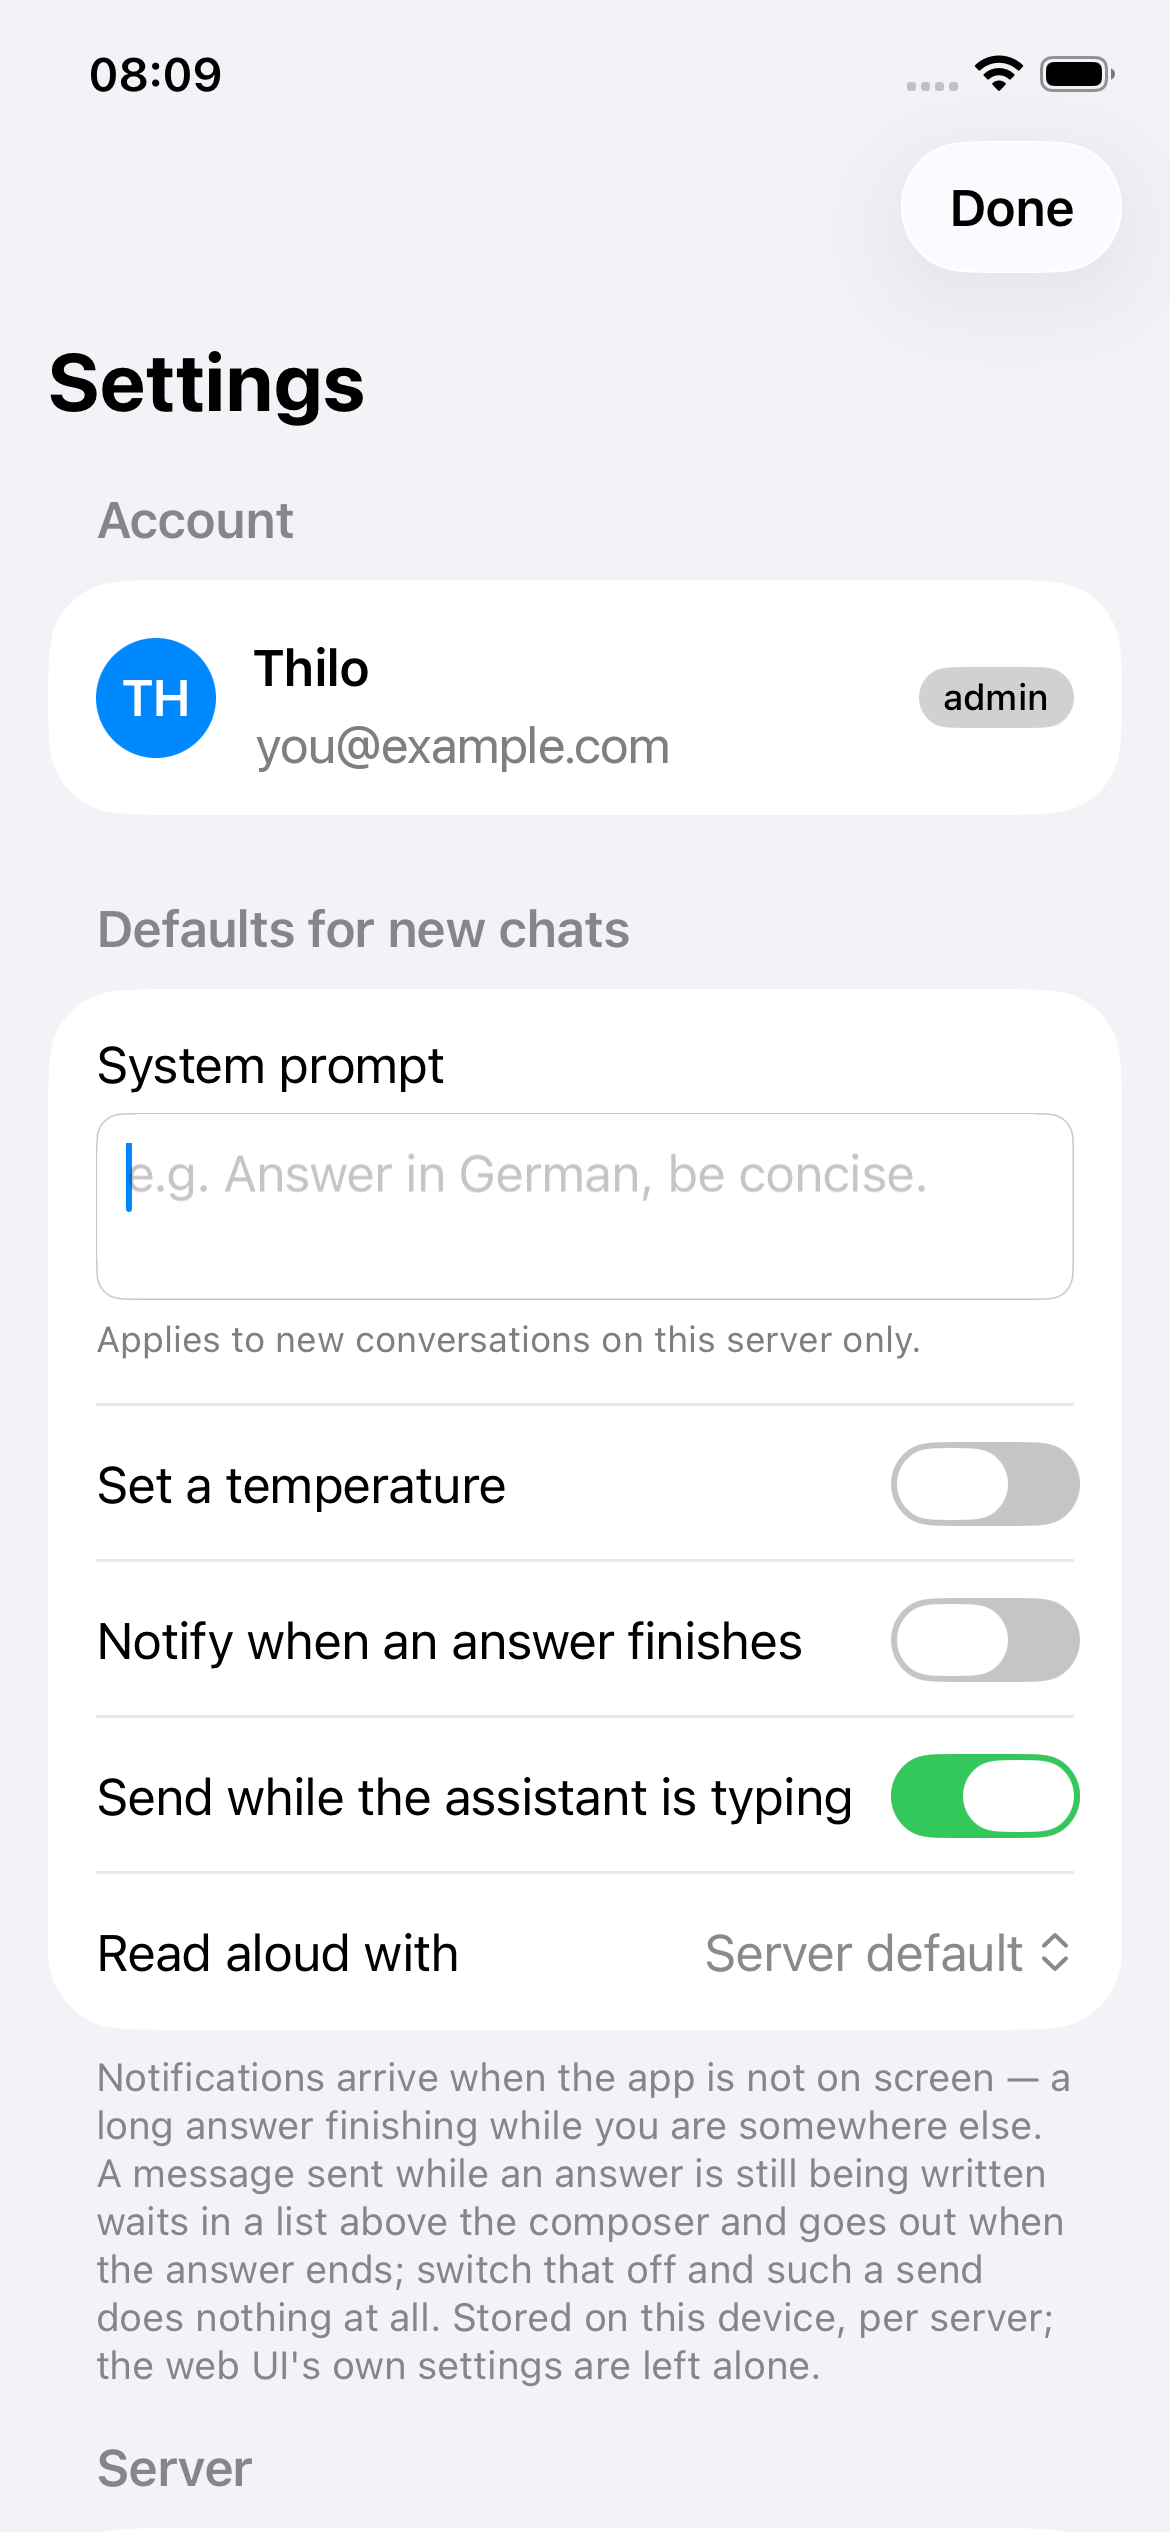 08:09
Done
Settings
Account
TH
Thilo
you@example.com
admin
Defaults for new chats
System prompt
e.g. Answer in German, be concise.
Applies to new conversations on this server only.
Set a temperature
Notify when an answer finishes
Send while the assistant is typing
Read aloud with
Server default
Notifications arrive when the app is not on screen — a
long answer finishing while you are somewhere else.
A message sent while an answer is still being written
waits in a list above the composer and goes out when
the answer ends; switch that off and such a send
does nothing at all. Stored on this device, per server;
the web UI's own settings are left alone.
Server